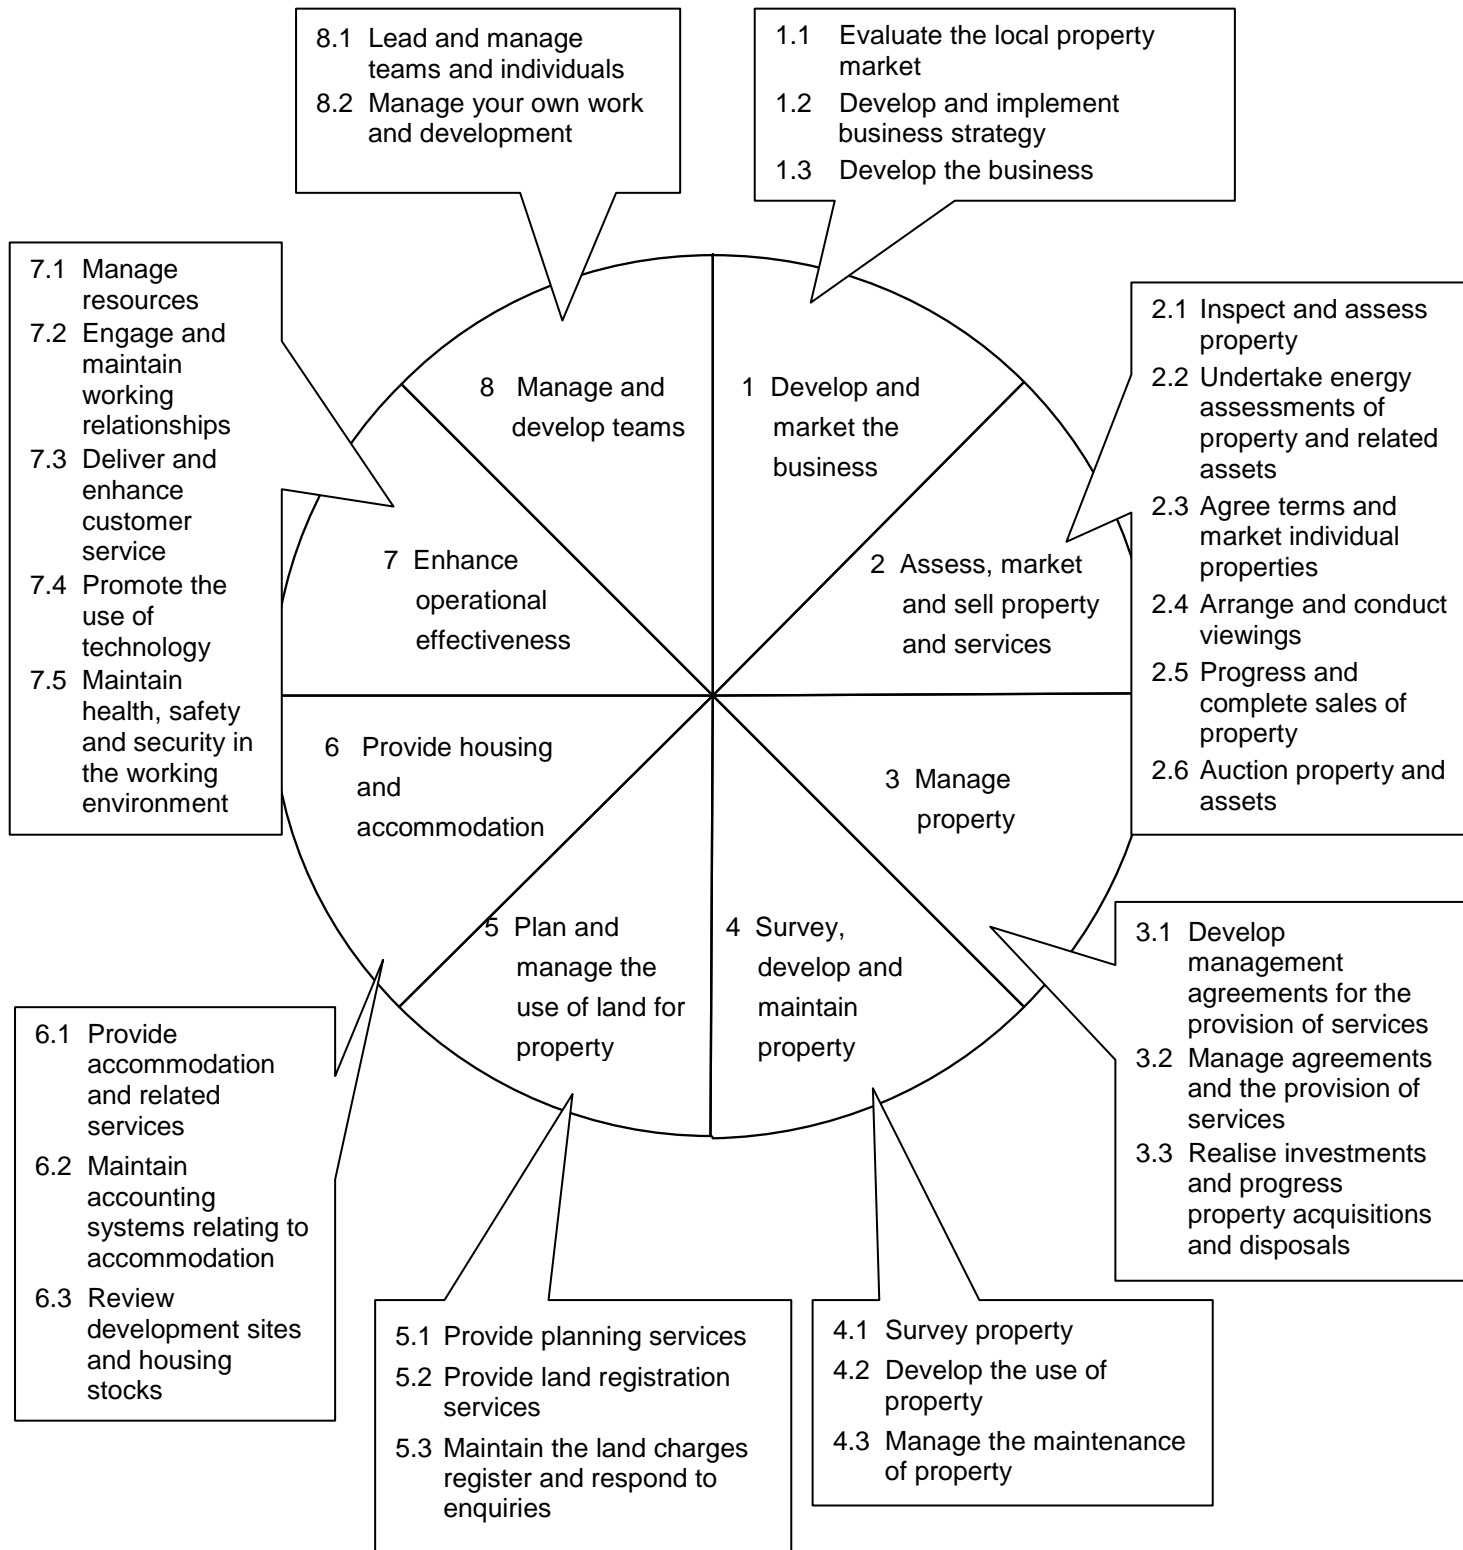 8.1 Lead and manage
teams and individuals
8.2 Manage your own work
and development
1.1 Evaluate the local property
market
1.2 Develop and implement
business strategy
1.3 Develop the business
7.1 Manage
resources
7.2 Engage and
maintain
working
relationships
7.3 Deliver and
enhance
customer
service
7.4 Promote the
use of
technology
7.5 Maintain
health, safety
and security in
the working
environment
2.1 Inspect and assess
property
2.2 Undertake energy
assessments of
property and related
assets
2.3 Agree terms and
market individual
properties
2.4 Arrange and conduct
viewings
2.5 Progress and
complete sales of
property
2.6 Auction property and
assets
8 Manage and
develop teams
1 Develop and
market the
business
7 Enhance
operational
effectiveness
2 Assess, market
and sell property
and services
6 Provide housing
and
accommodation
3 Manage
property
5 Plan and
manage the
use of land for
property
4 Survey,
develop and
maintain
property
3.1 Develop
management
agreements for the
provision of services
3.2 Manage agreements
and the provision of
services
3.3 Realise investments
and progress
property acquisitions
and disposals
6.1 Provide
accommodation
and related
services
6.2 Maintain
accounting
systems relating to
accommodation
6.3 Review
development sites
and housing
stocks
5.1 Provide planning services
5.2 Provide land registration
services
5.3 Maintain the land charges
register and respond to
enquiries
4.1 Survey property
4.2 Develop the use of
property
4.3 Manage the maintenance
of property